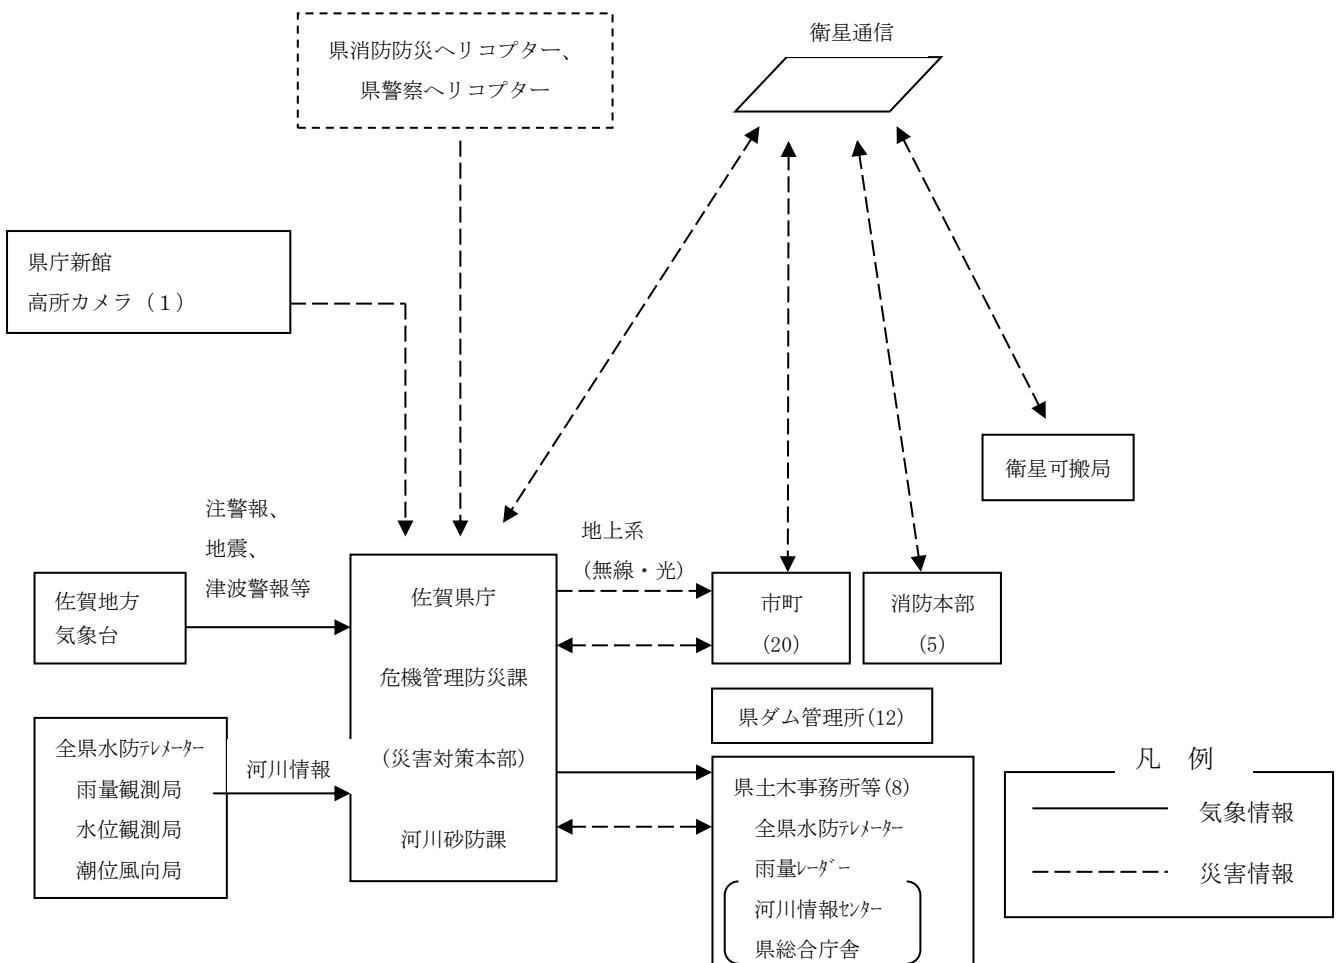 県消防防災ヘリコプター、
県警察ヘリコプター
衛星通信
県庁新館
高所カメラ（１）
衛星可搬局
注警報、
地震、
津波警報等
地上系
(無線・光)
佐賀地方
気象台
佐賀県庁
危機管理防災課
(災害対策本部)
河川砂防課
市町
(20)
消防本部
(5)
県ダム管理所(12)
全県水防ﾃﾚﾒｰﾀｰ
雨量観測局
水位観測局
潮位風向局
河川情報
県土木事務所等(8)
全県水防ﾃﾚﾒｰﾀｰ
雨量ﾚｰﾀﾞｰ
河川情報ｾﾝﾀｰ
県総合庁舎
凡　例
気象情報
災害情報